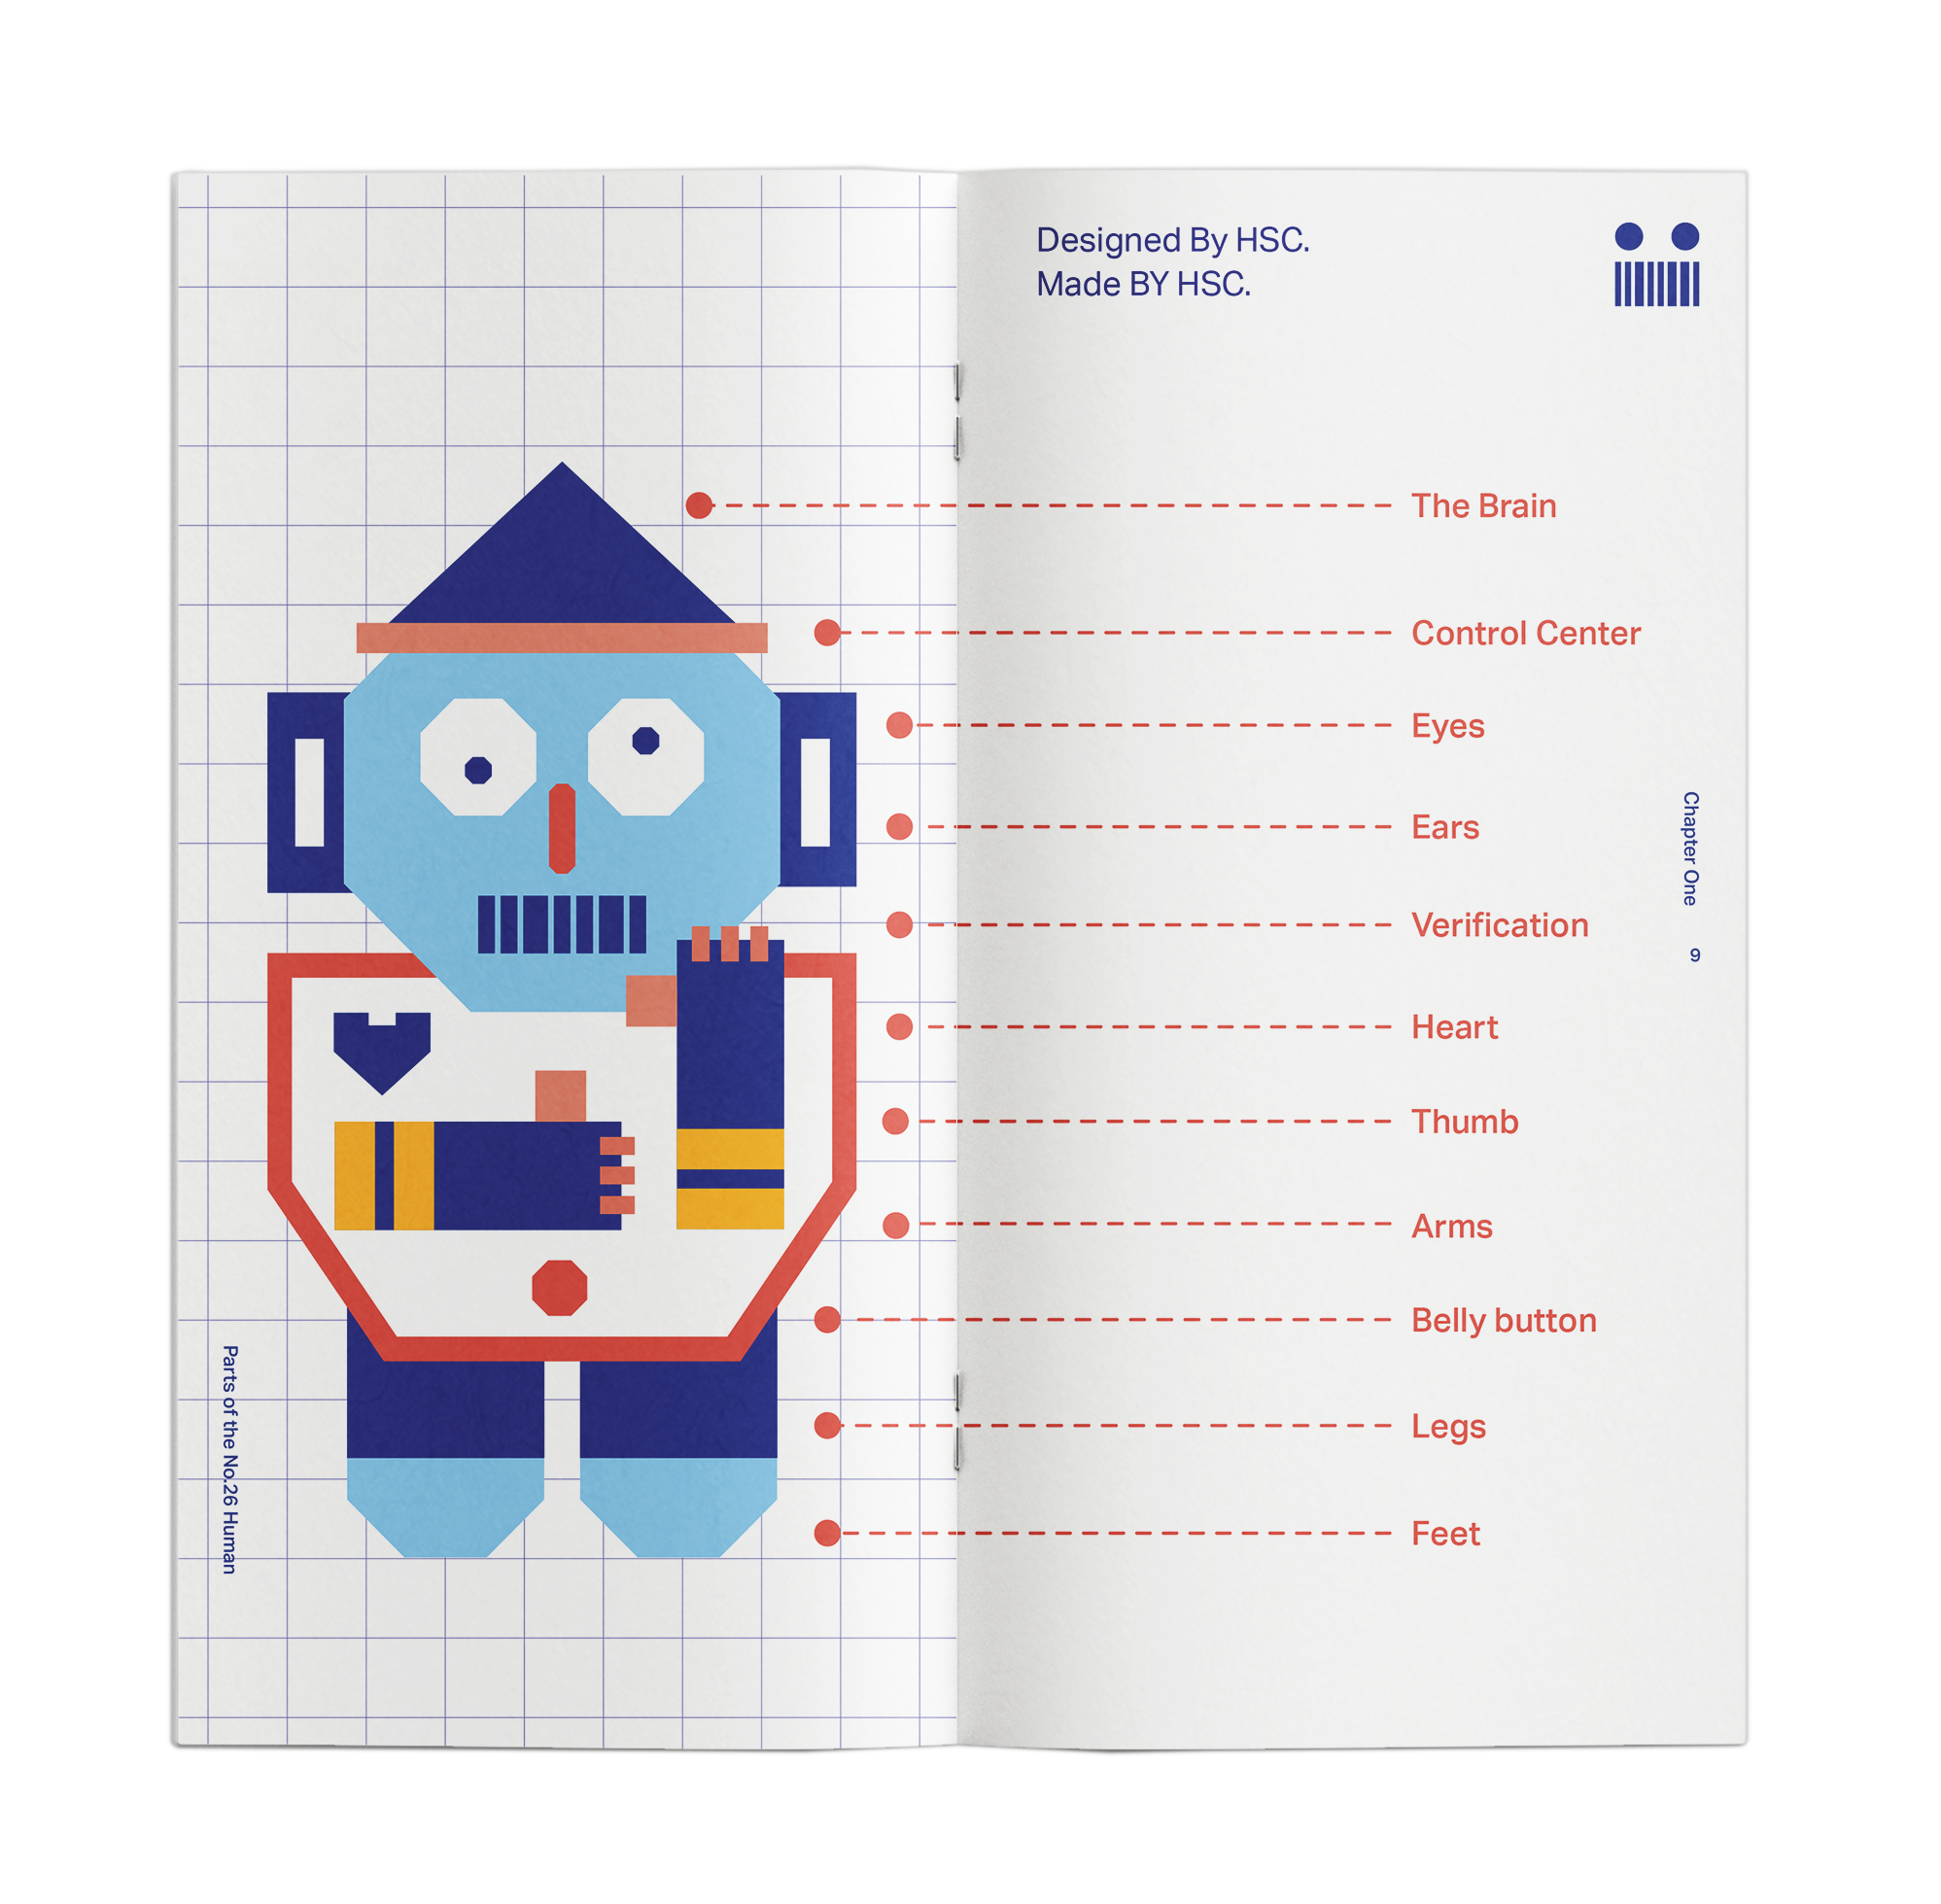 Parts of the No.26 Human
Designed By HSC.
Made BY HSC.
The Brain
Control Center
Eyes
Ears
Verification
Heart
Thumb
Arms
Belly button
Legs
Feet
Chapter One
9